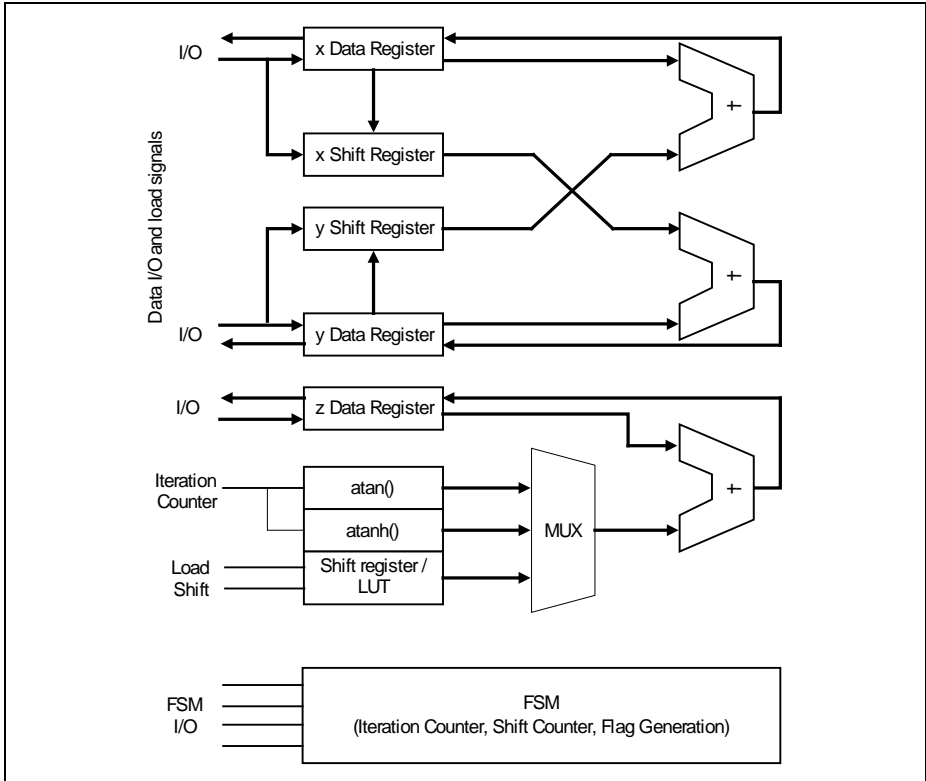 I/O
x Data Register
+
x Shift Register
Data I/O and load signals
y Shift Register
+
I/O
y Data Register
I/O
z Data Register
+
Iteration
Counter
atan()
atanh()
MUX
Load
Shift
Shift register /
LUT
FSM
I/O
FSM
(Iteration Counter, Shift Counter, Flag Generation)